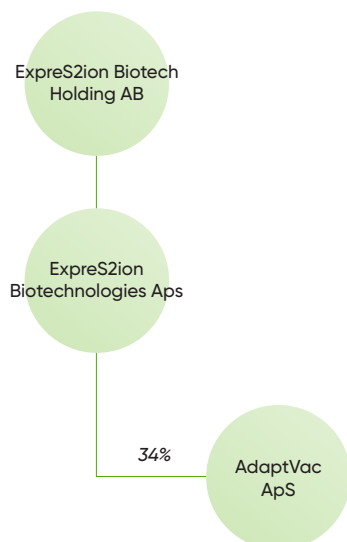 ExpreS2ion Biotech
Holding AB
ExpreS2ion
Biotechnologies Aps
34%
AdaptVac
ApS